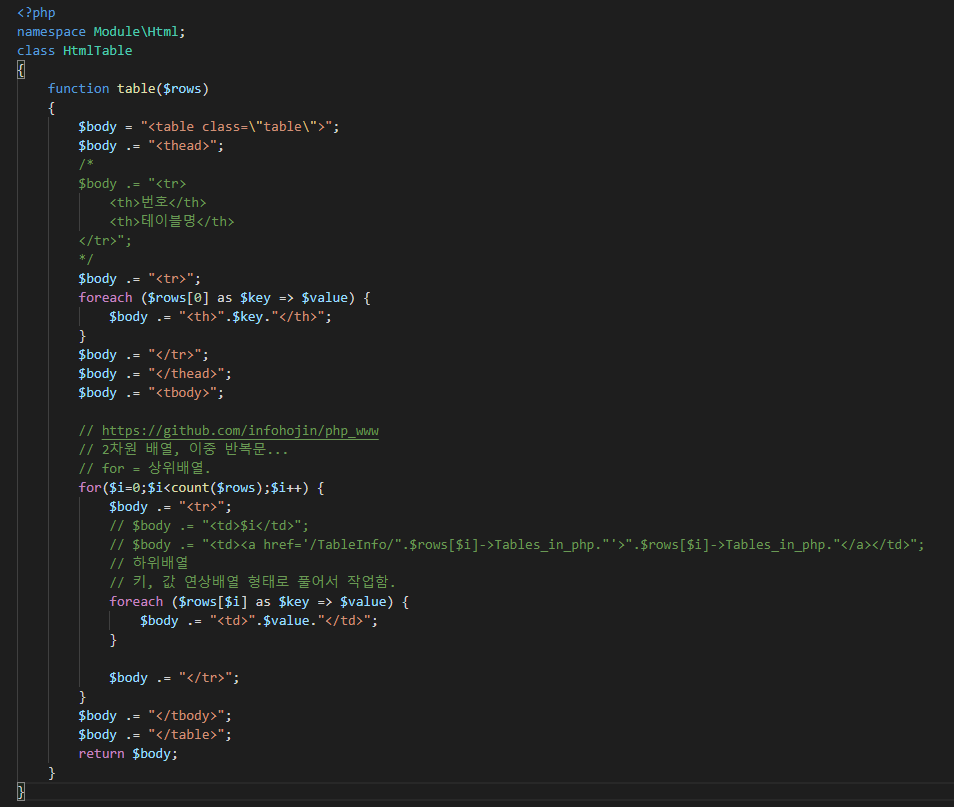 <?php
namespace Module\Html;
class HtmlTable
{
    function table($rows)
    {
        $body = "<table class=\"table\">";
        $body .= "<thead>";
        /*
        $body .= "<tr>
            <th>번호</th>
            <th>테이블명</th>
        </tr>";
        */
        $body .= "<tr>";
        foreach ($rows[0] as $key => $value) {
            $body .= "<th>".$key."</th>";
        }
        $body .= "</tr>";
        $body .= "</thead>";
        $body .= "<tbody>";

        // https://github.com/infohojin/php_www
        // 2차원 배열, 이중 반복문...
        // for = 상위배열.
        for($i=0;$i<count($rows);$i++) {
            $body .= "<tr>";
            // $body .= "<td>$i</td>";
            // $body .= "<td><a href='/TableInfo/".$rows[$i]->Tables_in_php."'>".$rows[$i]->Tables_in_php."</a></td>";
            // 하위배열
            // 키, 값 연상배열 형태로 풀어서 작업함.
            foreach ($rows[$i] as $key => $value) {
                $body .= "<td>".$value."</td>";
            }

            $body .= "</tr>";
        }
        $body .= "</tbody>";
        $body .= "</table>";
        return $body;
    }
}